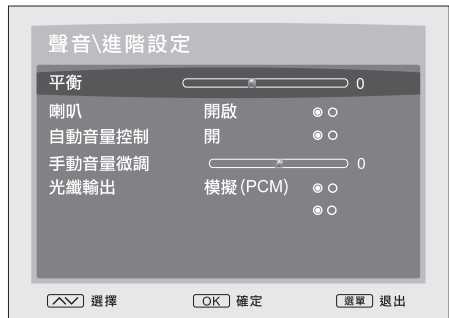 聲音\進階設定
平衡 0
喇叭 開啟
自動音量控制 開
手動音量微調 0
光纖輸出 模擬(PCM)
選擇 OK 確定 選單 退出